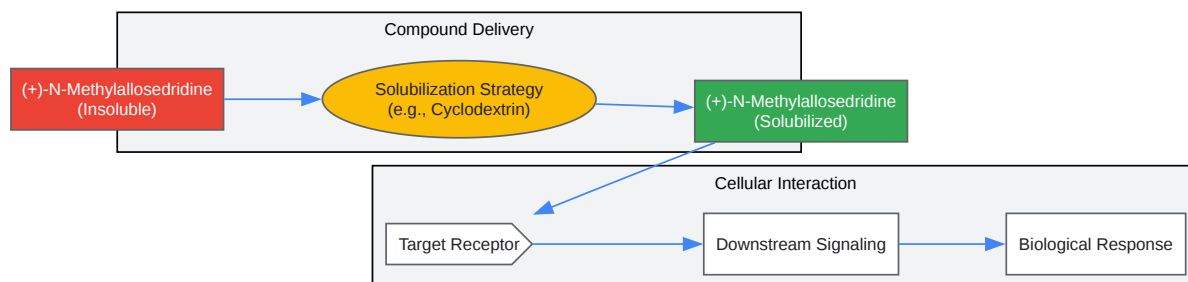 Compound Delivery
(+)-N-Methylallosedridine
(Insoluble)
Solubilization Strategy
(e.g., Cyclodextrin)
(+)-N-Methylallosedridine
(Solubilized)
Cellular Interaction
Target Receptor
Downstream Signaling
Biological Response